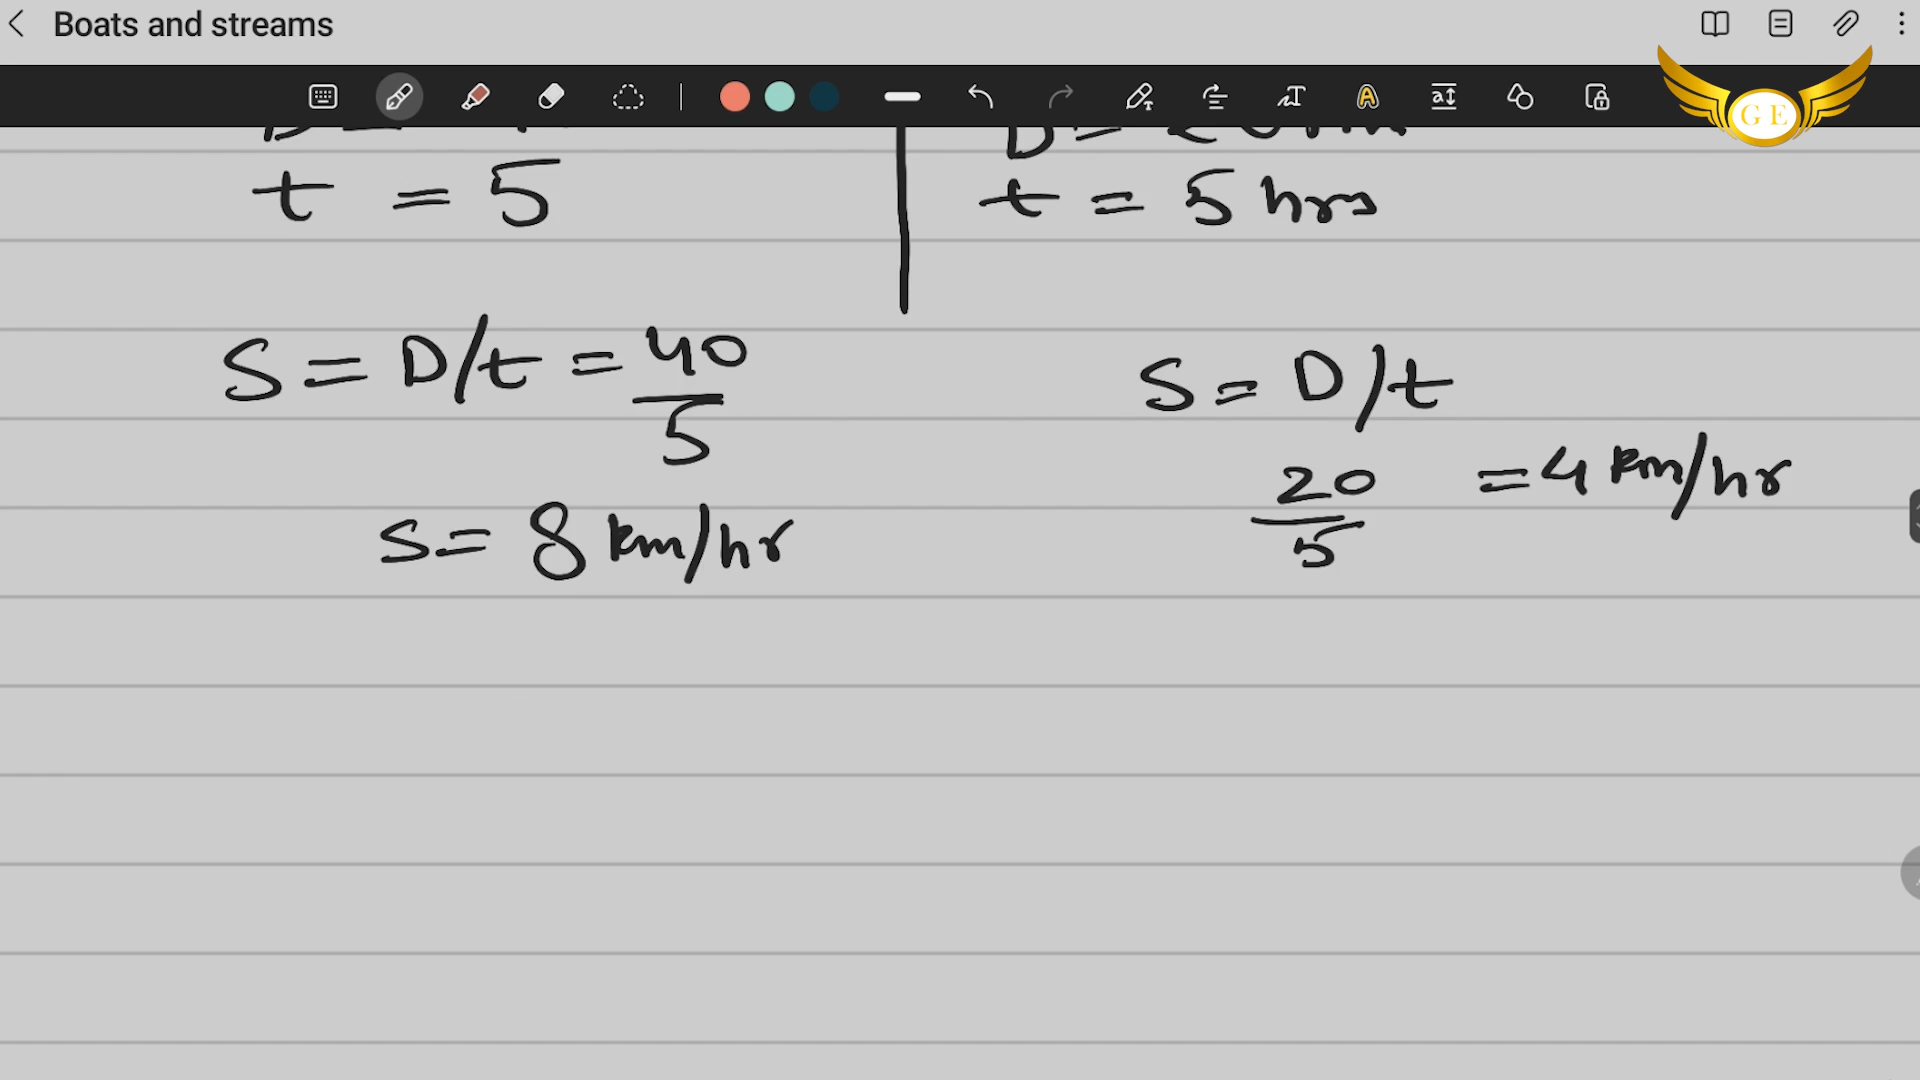 Boats and streams
G E
t = 5
t = 5 hrs
S = D/t = 40/5
S = 8 km/hr
S = D/t
20/5 = 4 km/hr